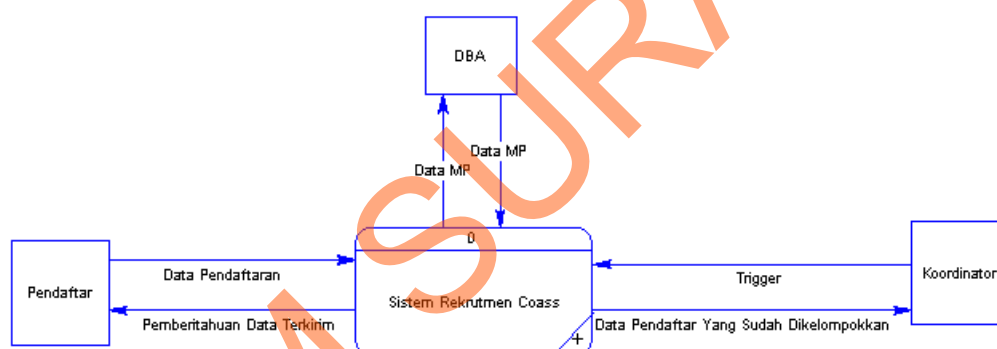 DBA
Data MP
Data MP
0
Data Pendaftaran
Trigger
Pendaftar
Sistem Rekrutmen Coass
Koordinator
Pemberitahuan Data Terkirim
Data Pendaftar Yang Sudah Dikelompokkan
+
M SURA